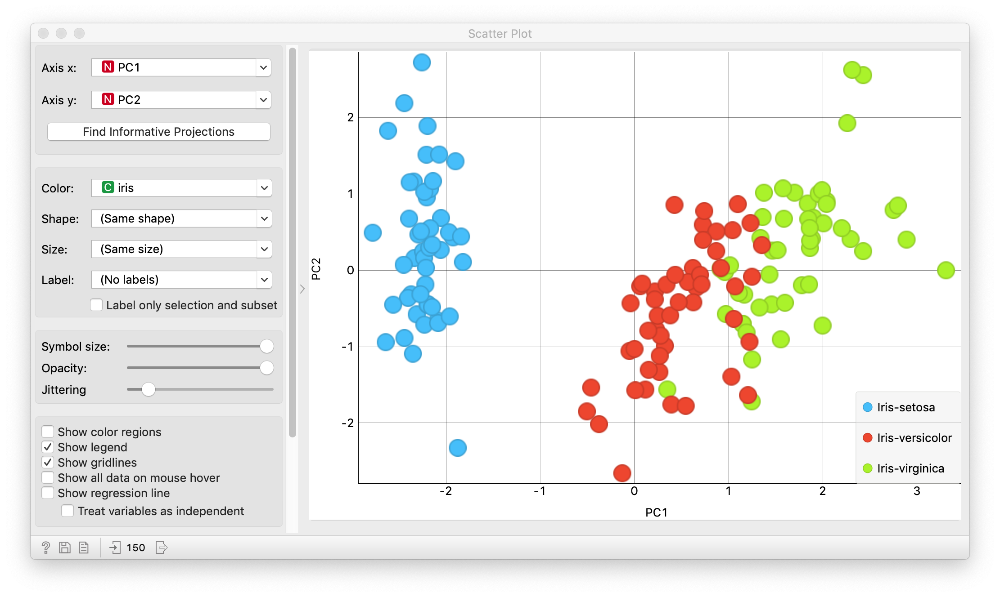 Scatter Plot
Axis x: N PC1
Axis y: N PC2
Find Informative Projections
Color: C iris
Shape: (Same shape)
Size: (Same size)
Label: (No labels)
Label only selection and subset
Symbol size:
Opacity:
Jittering
Show color regions
Show legend
Show gridlines
Show all data on mouse hover
Show regression line
Treat variables as independent
? 150
PC2
2
1
0
-1
-2
-2 -1 0 1 2 3
PC1
Iris-setosa
Iris-versicolor
Iris-virginica